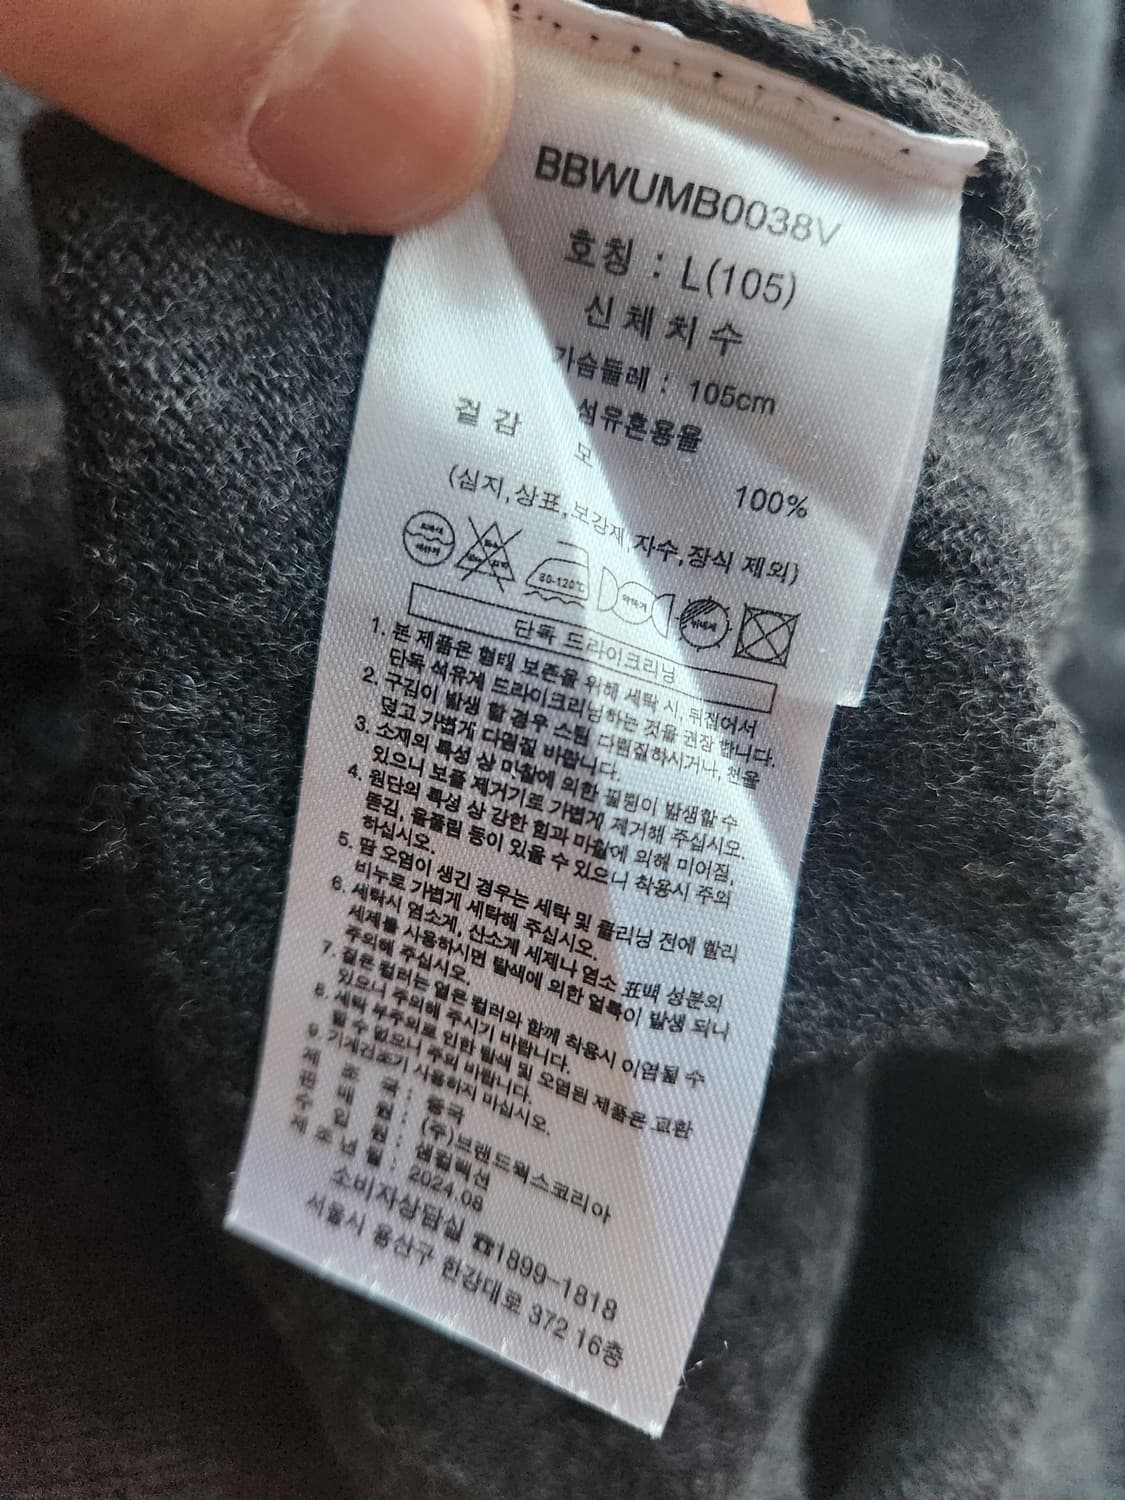 BBWUMB0038V
호칭 : L(105)
신체치수
가슴둘레 : 105cm
섬유혼용율
겉감 모 100%
(심지,상표,보강재,자수,장식 제외)
80-120℃
단독 드라이크리닝
1. 본 제품은 형태 보존을 위해 세탁 시, 뒤집어서
단독 석유계 드라이크리닝하는 것을 권장 합니다.
2. 구김이 발생 할 경우 스팀 다림질하시거나, 천을
덮고 가볍게 다림질 바랍니다.
3. 소재의 특성 상 마찰에 의한 필링이 발생할 수
있으니 보풀 제거기로 가볍게 제거해 주십시오.
4. 원단의 특성 상 강한 힘과 마찰에 의해 미어짐,
뜯김, 올풀림 등이 있을 수 있으니 착용시 주의
하십시오.
5. 땀 오염이 생긴 경우는 세탁 및 클리닝 전에 빨리
비누로 가볍게 세탁해 주십시오.
6. 세탁시 염소계, 산소계 세제나 염소 표백 성분의
세제를 사용하시면 탈색에 의한 얼룩이 발생 되니
주의해 주십시오.
7. 짙은 컬러는 옅은 컬러와 함께 착용시 이염될 수
있으니 주의해 주시기 바랍니다.
8. 세탁 부주의로 인한 탈색 및 오염된 제품은 교환
될 수 없으니 주의 바랍니다.
9. 기계건조기 사용하지 마십시오.
제 조 국 : 중국
판 매 원 : (주)브랜드웍스코리아
수 입 원 : 샘컬렉션
제 조 년 월 : 2024.08
소비자상담실 ☎1899-1818
서울시 용산구 한강대로 372 16층